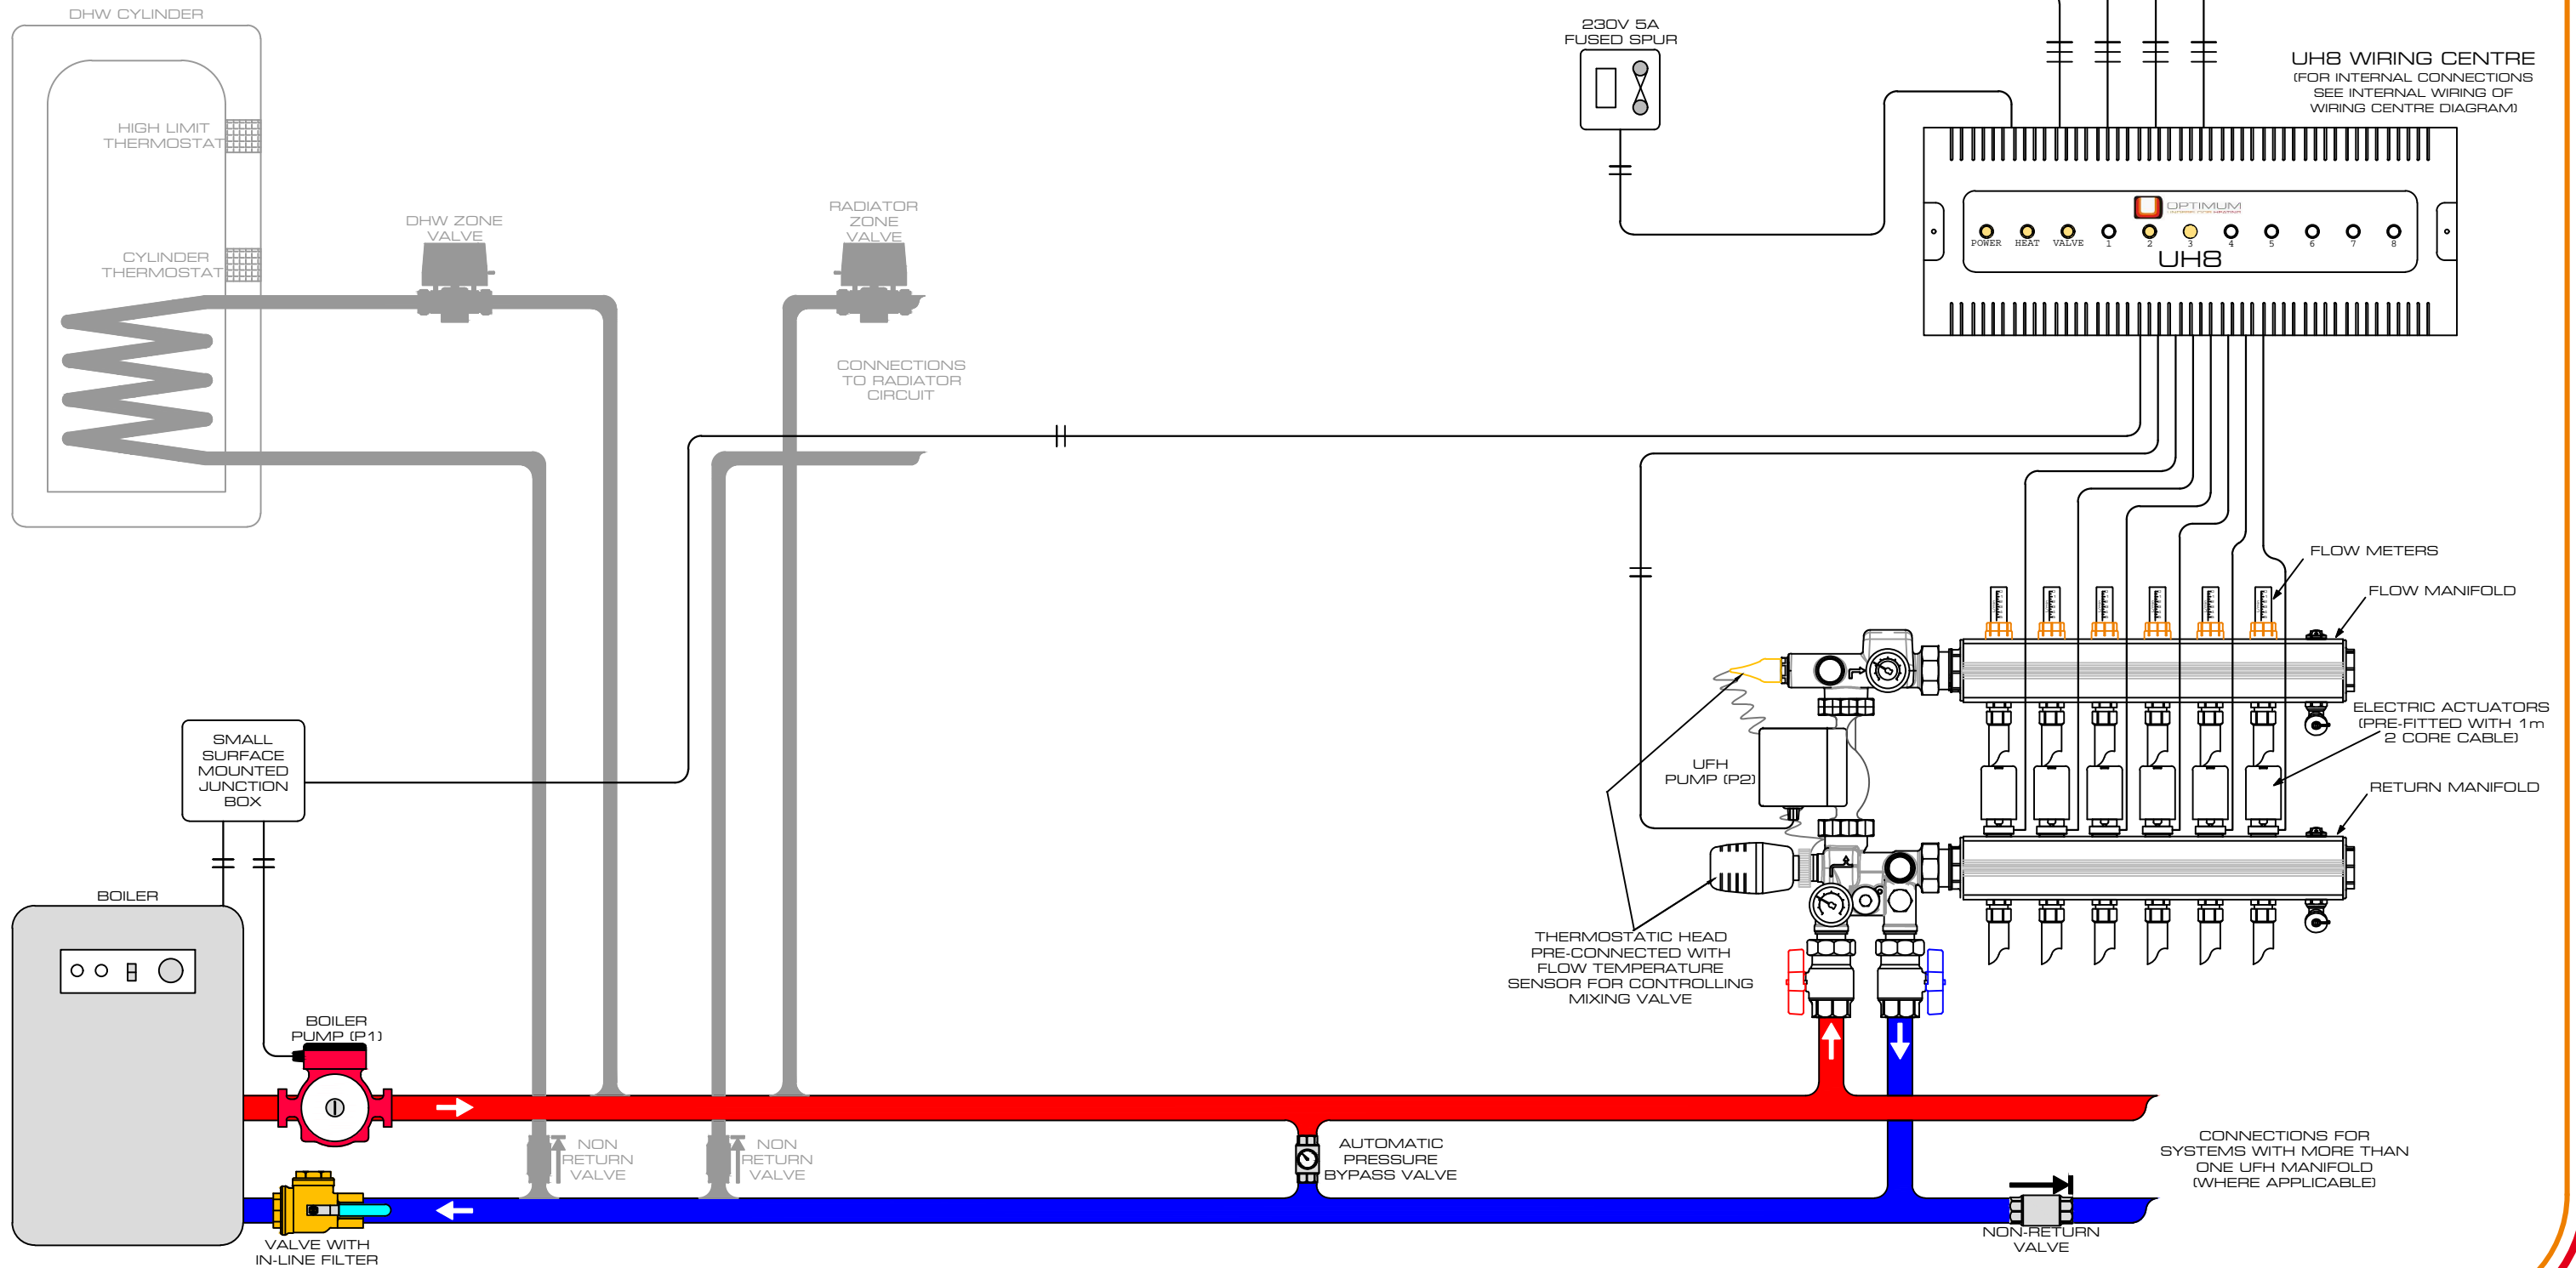 DHW CYLINDER
HIGH LIMIT
THERMOSTAT
CYLINDER
THERMOSTAT
DHW ZONE
VALVE
RADIATOR
ZONE
VALVE
CONNECTIONS
TO RADIATOR
CIRCUIT
230V 5A
FUSED SPUR
UH8 WIRING CENTRE
(FOR INTERNAL CONNECTIONS
SEE INTERNAL WIRING OF
WIRING CENTRE DIAGRAM)
OPTIMUM
POWER HEAT VALVE 1 2 3 4 5 6 7 8
UH8
FLOW METERS
FLOW MANIFOLD
ELECTRIC ACTUATORS
(PRE-FITTED WITH 1m
2 CORE CABLE)
RETURN MANIFOLD
UFH
PUMP (P2)
THERMOSTATIC HEAD
PRE-CONNECTED WITH
FLOW TEMPERATURE
SENSOR FOR CONTROLLING
MIXING VALVE
SMALL
SURFACE
MOUNTED
JUNCTION
BOX
BOILER
BOILER
PUMP (P1)
NON
RETURN
VALVE
NON
RETURN
VALVE
AUTOMATIC
PRESSURE
BYPASS VALVE
CONNECTIONS FOR
SYSTEMS WITH MORE THAN
ONE UFH MANIFOLD
(WHERE APPLICABLE)
NON-RETURN
VALVE
VALVE WITH
IN-LINE FILTER